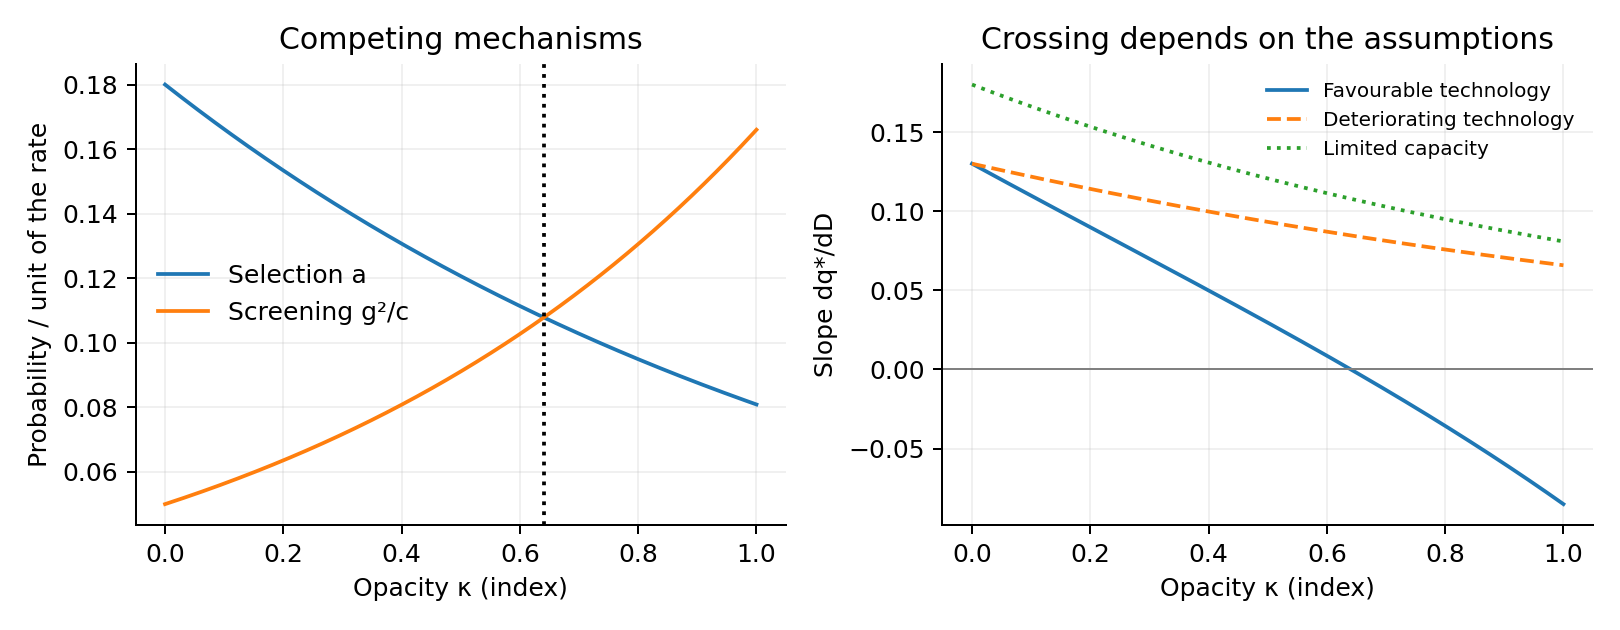 Competing mechanisms
Probability / unit of the rate
0.18
0.16
0.14
0.12
0.10
0.08
0.06
Selection a
Screening g²/c
0.0 0.2 0.4 0.6 0.8 1.0
Opacity κ (index)
Crossing depends on the assumptions
Slope dq*/dD
0.15
0.10
0.05
0.00
−0.05
Favourable technology
Deteriorating technology
Limited capacity
0.0 0.2 0.4 0.6 0.8 1.0
Opacity κ (index)